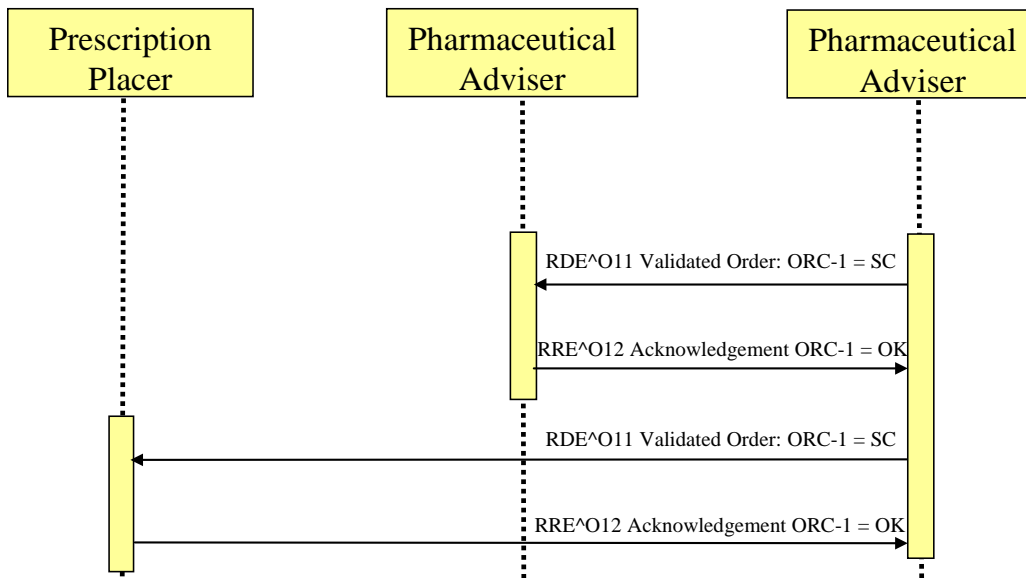 Prescription
Placer
Pharmaceutical
Adviser
Pharmaceutical
Adviser
RDE^O11 Validated Order: ORC-1 = SC
RRE^O12 Acknowledgement ORC-1 = OK
RDE^O11 Validated Order: ORC-1 = SC
RRE^O12 Acknowledgement ORC-1 = OK